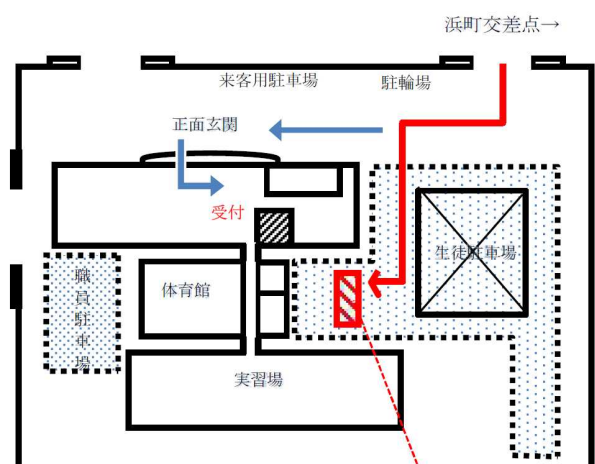 浜町交差点→
来客用駐車場
駐輪場
正面玄関
受付
生徒駐車場
体育館
職員駐車場
実習場